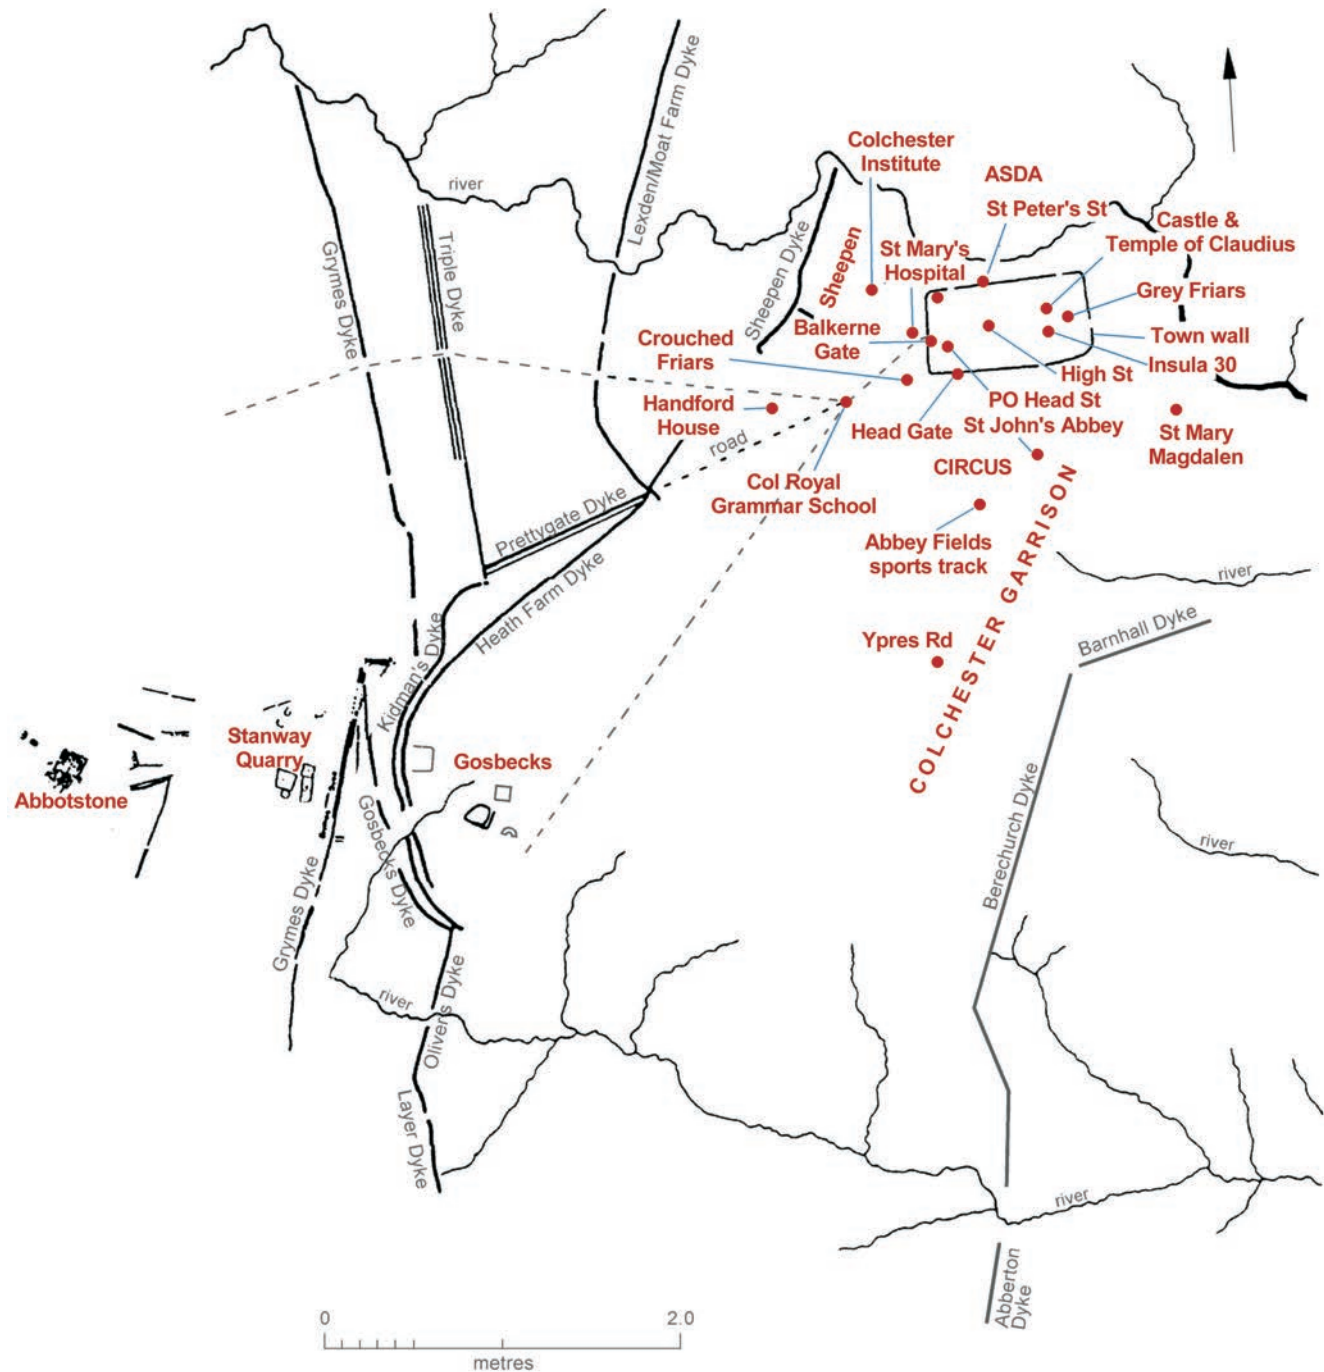 Colchester
Institute
ASDA
St Peter's St
Castle &
Temple of Claudius
St Mary's
Hospital
Grey Friars
Town wall
Insula 30
High St
PO Head St
St John's Abbey
Balkerne
Gate
Crouched
Friars
Sheepen
Sheepen Dyke
Lexden/Moat Farm Dyke
river
Triple Dyke
Grymes Dyke
Handford
House
road
Head Gate
Col Royal
Grammar School
CIRCUS
St Mary
Magdalen
Abbey Fields
sports track
Prettygate Dyke
Heath Farm Dyke
Kidman's Dyke
COLCHESTER GARRISON
river
Barnhall Dyke
Ypres Rd
Stanway
Quarry
Gosbecks
Abbotstone
Gosbecks Dyke
Grymes Dyke
Berechurch Dyke
river
river
Oliver's Dyke
Layer Dyke
river
Abberton
Dyke
0
2.0
metres